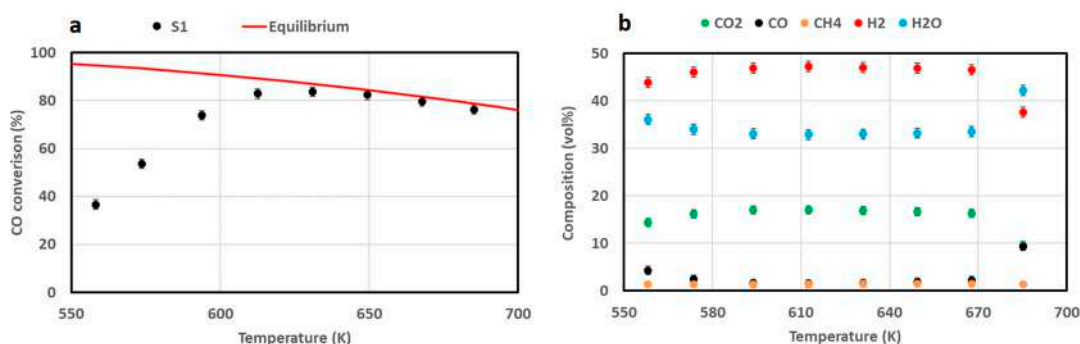 a
S1 Equilibrium
CO converison (%)
100
80
60
40
20
0
550 600 650 700
Temperature (K)
b
CO2 CO CH4 H2 H2O
Composition (vol%)
50
40
30
20
10
0
550 580 610 640 670 700
Temperature (K)